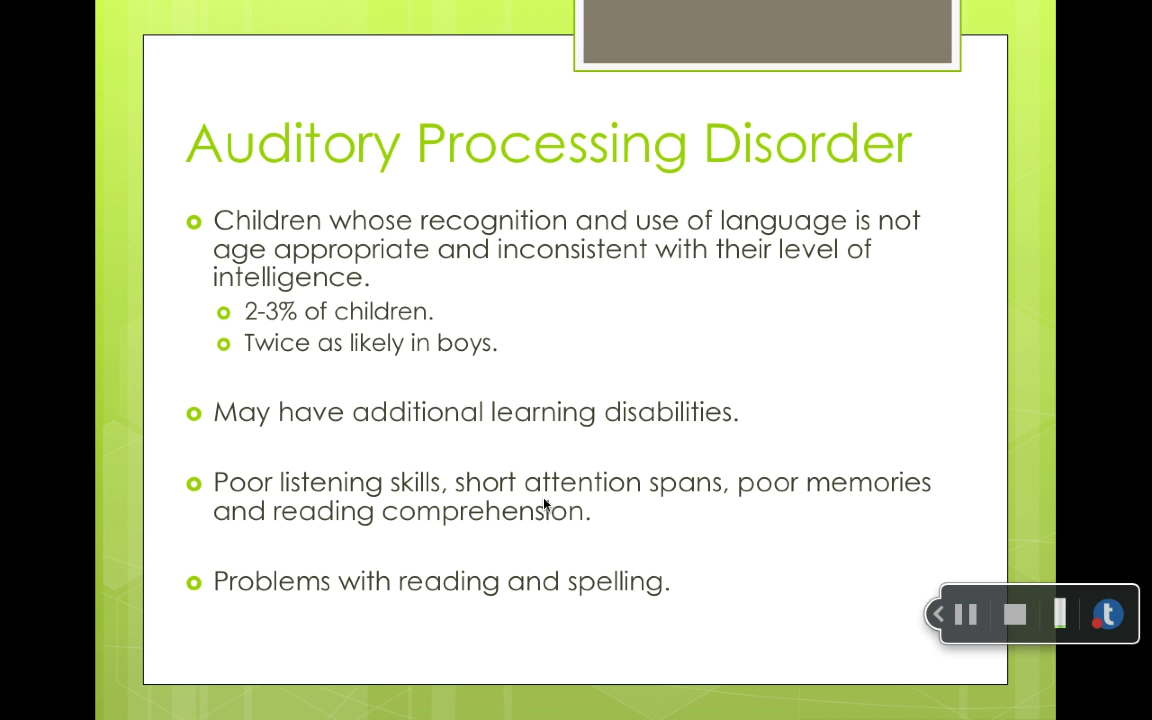 Auditory Processing Disorder
Children whose recognition and use of language is not
age appropriate and inconsistent with their level of
intelligence.
2-3% of children.
Twice as likely in boys.
May have additional learning disabilities.
Poor listening skills, short attention spans, poor memories
and reading comprehension.
Problems with reading and spelling.
t